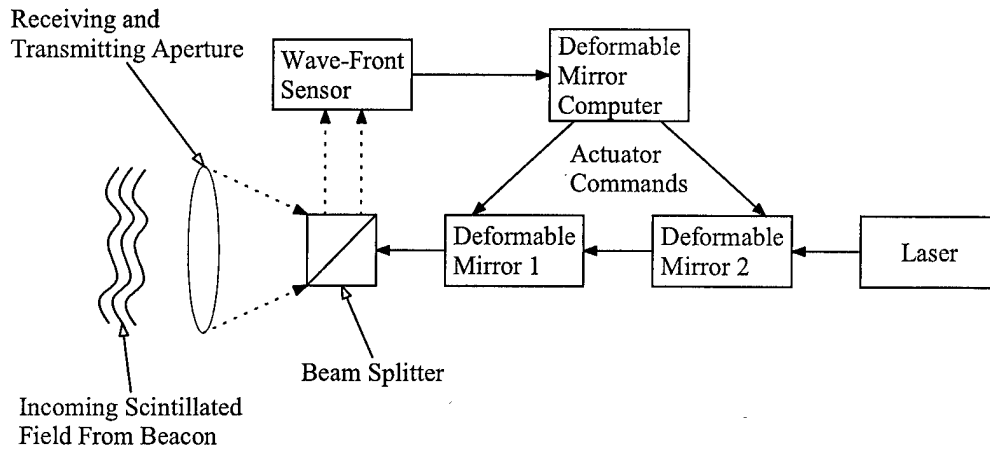 Receiving and
Transmitting Aperture
Wave-Front
Sensor
Deformable
Mirror
Computer
Actuator
Commands
Deformable
Mirror 1
Deformable
Mirror 2
Laser
Beam Splitter
Incoming Scintillated
Field From Beacon